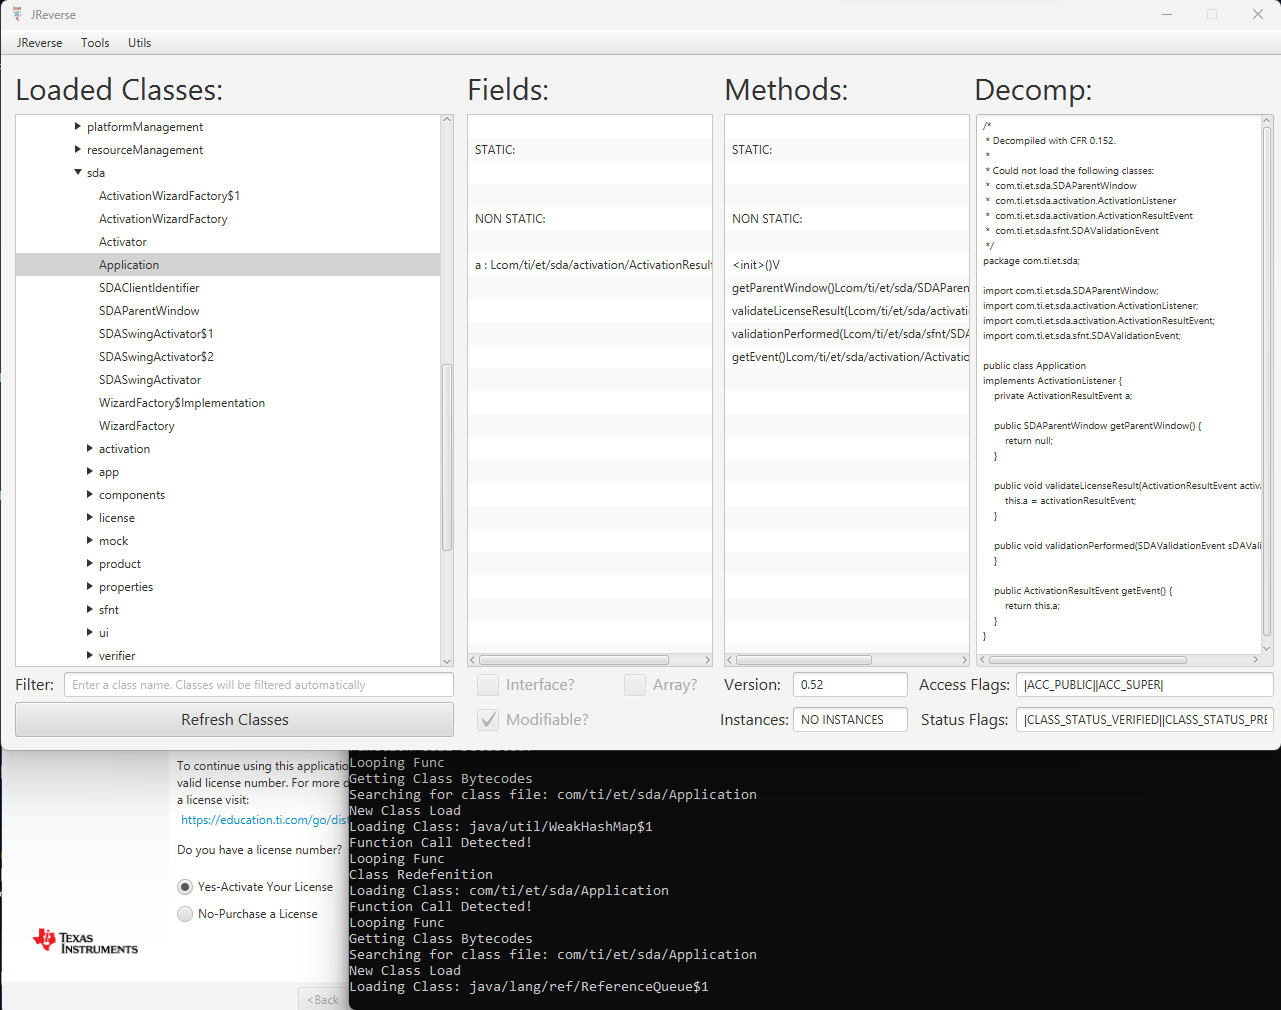 JReverse
JReverse Tools Utils
Loaded Classes:
platformManagement
resourceManagement
sda
ActivationWizardFactory$1
ActivationWizardFactory
Activator
Application
SDAClientIdentifier
SDAParentWindow
SDASwingActivator$1
SDASwingActivator$2
SDASwingActivator
WizardFactory$Implementation
WizardFactory
activation
app
components
license
mock
product
properties
sfnt
ui
verifier
Filter: Enter a class name. Classes will be filtered automatically
Refresh Classes
Fields:
STATIC:
NON STATIC:
a : Lcom/ti/et/sda/activation/ActivationResult
Interface? Array?
Modifiable?
Methods:
STATIC:
NON STATIC:
<init>()V
getParentWindow()Lcom/ti/et/sda/SDAParen
validateLicenseResult(Lcom/ti/et/sda/activati
validationPerformed(Lcom/ti/et/sda/sfnt/SDA
getEvent()Lcom/ti/et/sda/activation/Activatio
Version: 0.52
Instances: NO INSTANCES
Decomp:
/*
* Decompiled with CFR 0.152.
*
* Could not load the following classes:
* com.ti.et.sda.SDAParentWindow
* com.ti.et.sda.activation.ActivationListener
* com.ti.et.sda.activation.ActivationResultEvent
* com.ti.et.sda.sfnt.SDAValidationEvent
*/
package com.ti.et.sda;
import com.ti.et.sda.SDAParentWindow;
import com.ti.et.sda.activation.ActivationListener;
import com.ti.et.sda.activation.ActivationResultEvent;
import com.ti.et.sda.sfnt.SDAValidationEvent;
public class Application
implements ActivationListener {
private ActivationResultEvent a;
public SDAParentWindow getParentWindow() {
return null;
}
public void validateLicenseResult(ActivationResultEvent activa
this.a = activationResultEvent;
}
public void validationPerformed(SDAValidationEvent sDAVali
}
public ActivationResultEvent getEvent() {
return this.a;
}
}
Access Flags: |ACC_PUBLIC||ACC_SUPER|
Status Flags: |CLASS_STATUS_VERIFIED||CLASS_STATUS_PRE
To continue using this applicatio
valid license number. For more d
a license visit:
https://education.ti.com/go/dist
Do you have a license number?
Yes-Activate Your License
No-Purchase a License
TEXAS
INSTRUMENTS
<Back
Looping Func
Getting Class Bytecodes
Searching for class file: com/ti/et/sda/Application
New Class Load
Loading Class: java/util/WeakHashMap$1
Function Call Detected!
Looping Func
Class Redefenition
Loading Class: com/ti/et/sda/Application
Function Call Detected!
Looping Func
Getting Class Bytecodes
Searching for class file: com/ti/et/sda/Application
New Class Load
Loading Class: java/lang/ref/ReferenceQueue$1